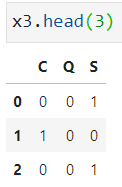 x3.head(3)
C Q S
0 0 0 1
1 1 0 0
2 0 0 1